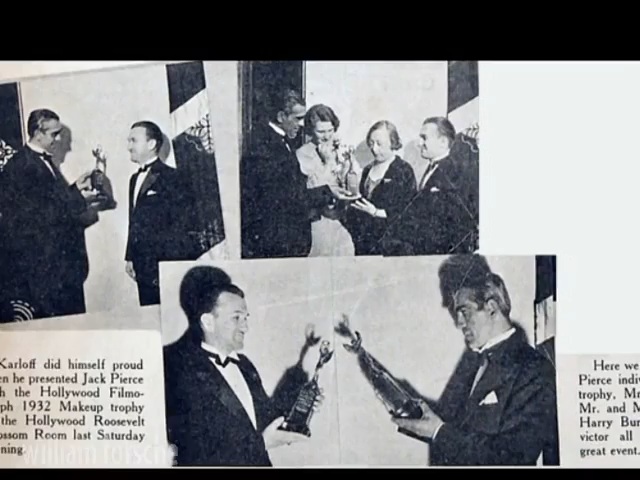 Karloff did himself proud
en he presented Jack Pierce
h the Hollywood Filmo-
ph 1932 Makeup trophy
the Hollywood Roosevelt
ossom Room last Saturday
ning.
Here we
Pierce indiv
trophy, Mr
Mr. and M
Harry Bur
victor all
great event.
william forsche